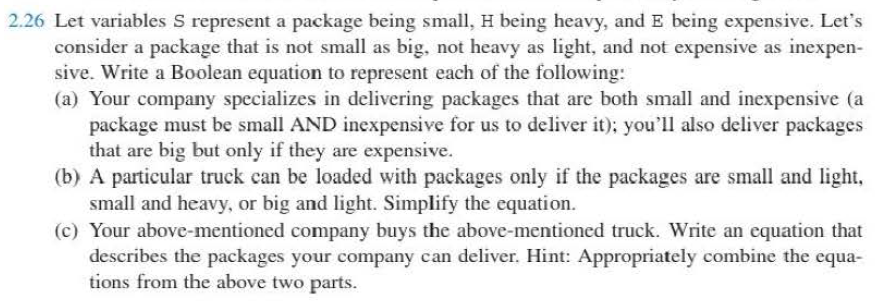 2.26 Let variables S represent a package being small, H being heavy, and E being expensive. Let's
consider a package that is not small as big, not heavy as light, and not expensive as inexpen-
sive. Write a Boolean equation to represent each of the following:
(a) Your company specializes in delivering packages that are both small and inexpensive (a
package must be small AND inexpensive for us to deliver it); you'll also deliver packages
that are big but only if they are expensive.
(b) A particular truck can be loaded with packages only if the packages are small and light,
small and heavy, or big and light. Simplify the equation.
(c) Your above-mentioned company buys the above-mentioned truck. Write an equation that
describes the packages your company can deliver. Hint: Appropriately combine the equa-
tions from the above two parts.